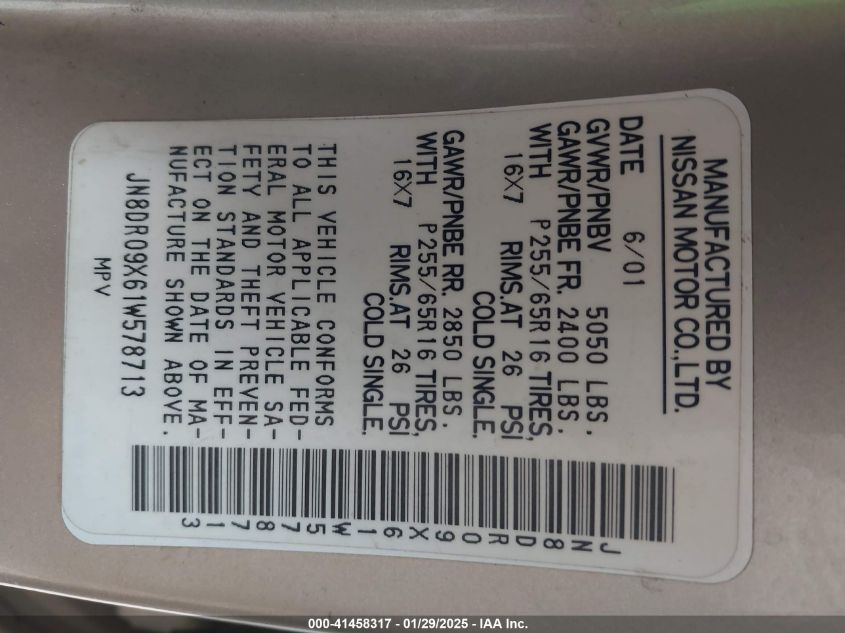 MANUFACTURED BY
NISSAN MOTOR CO.,LTD.
DATE 6/01
GVWR/PNBV 5050 LBS.
GAWR/PNBE FR. 2400 LBS.
WITH P255/65R16 TIRES,
16X7 RIMS.AT 26 PSI
COLD SINGLE.
GAWR/PNBE RR. 2850 LBS.
WITH P255/65R16 TIRES,
16X7 RIMS.AT 26 PSI
COLD SINGLE.
THIS VEHICLE CONFORMS
TO ALL APPLICABLE FED-
ERAL MOTOR VEHICLE SA-
FETY AND THEFT PREVEN-
TION STANDARDS IN EFF-
ECT ON THE DATE OF MA-
NUFACTURE SHOWN ABOVE.
JN8DR09X61W578713
MPV
JN8DR09X61W578713
000-41458317 - 01/29/2025 - IAA Inc.